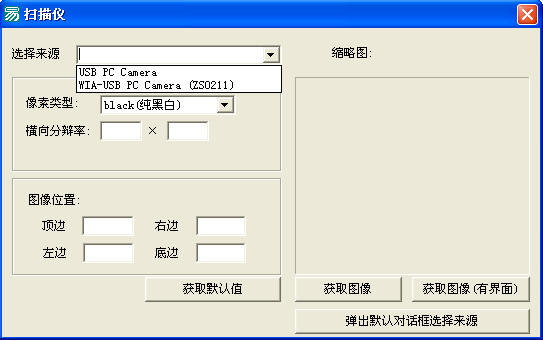 扫描仪
选择来源
缩略图:
USB PC Camera
WIA-USB PC Camera (ZS0211)
像素类型: black(纯黑白)
横向分辩率: ×
图像位置:
顶边 右边
左边 底边
获取默认值 获取图像 获取图像(有界面)
弹出默认对话框选择来源